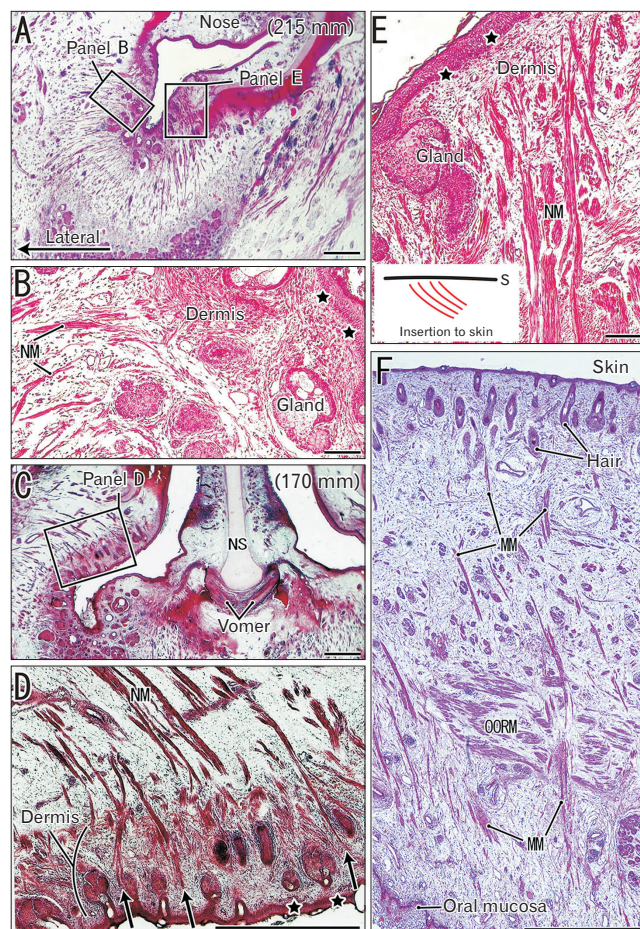 A
Nose
(215 mm)
Panel B
Panel E
Lateral
B
Dermis
NM
Gland
C
(170 mm)
Panel D
NS
Vomer
D
NM
Dermis
E
Dermis
Gland
NM
S
Insertion to skin
F
Skin
Hair
MM
OORM
MM
Oral mucosa